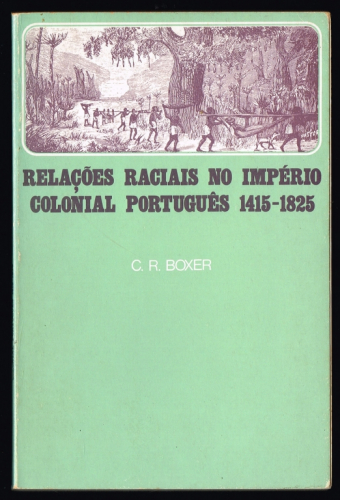 RELAÇÕES RACIAIS NO IMPÉRIO
COLONIAL PORTUGUÊS 1415-1825
C. R. BOXER